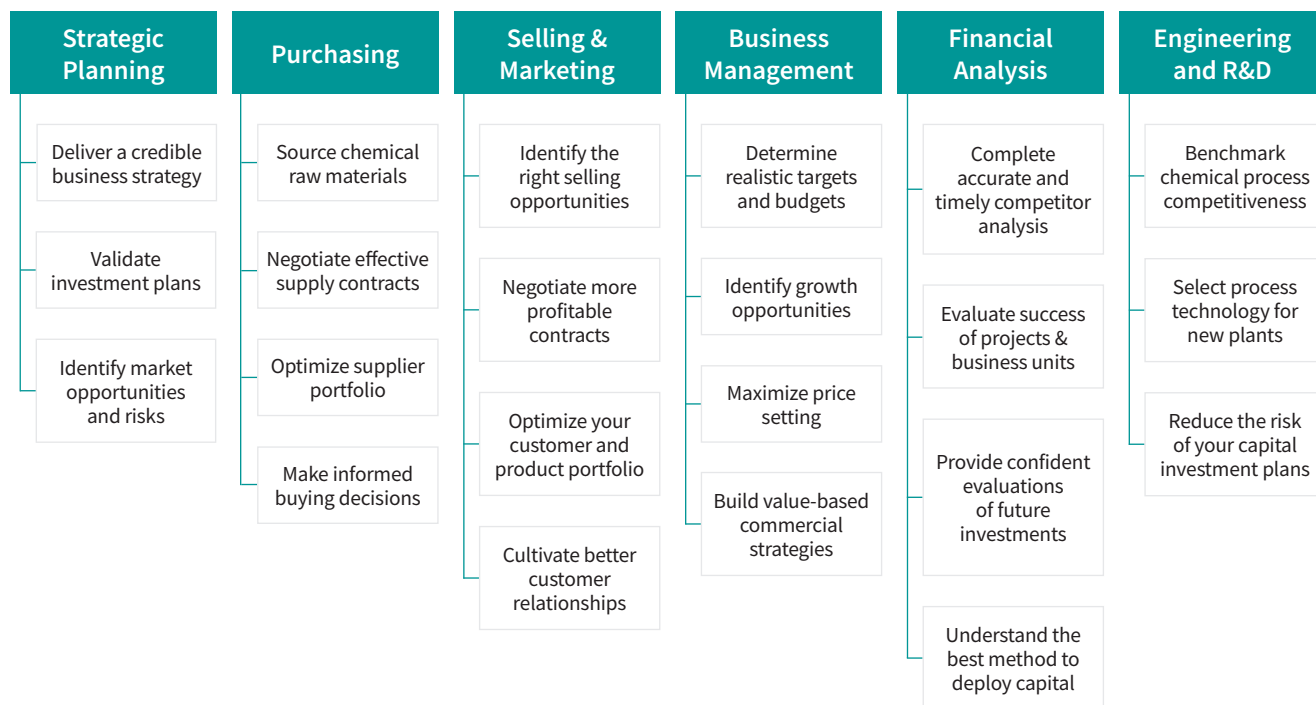 Strategic
Planning
Deliver a credible
business strategy
Validate
investment plans
Identify market
opportunities
and risks
Purchasing
Source chemical
raw materials
Negotiate effective
supply contracts
Optimize supplier
portfolio
Make informed
buying decisions
Selling &
Marketing
Identify the
right selling
opportunities
Negotiate more
profitable
contracts
Optimize your
customer and
product portfolio
Cultivate better
customer
relationships
Business
Management
Determine
realistic targets
and budgets
Identify growth
opportunities
Maximize price
setting
Build value-based
commercial
strategies
Financial
Analysis
Complete
accurate and
timely competitor
analysis
Evaluate success
of projects &
business units
Provide confident
evaluations
of future
investments
Understand the
best method to
deploy capital
Engineering
and R&D
Benchmark
chemical process
competitiveness
Select process
technology for
new plants
Reduce the risk
of your capital
investment plans